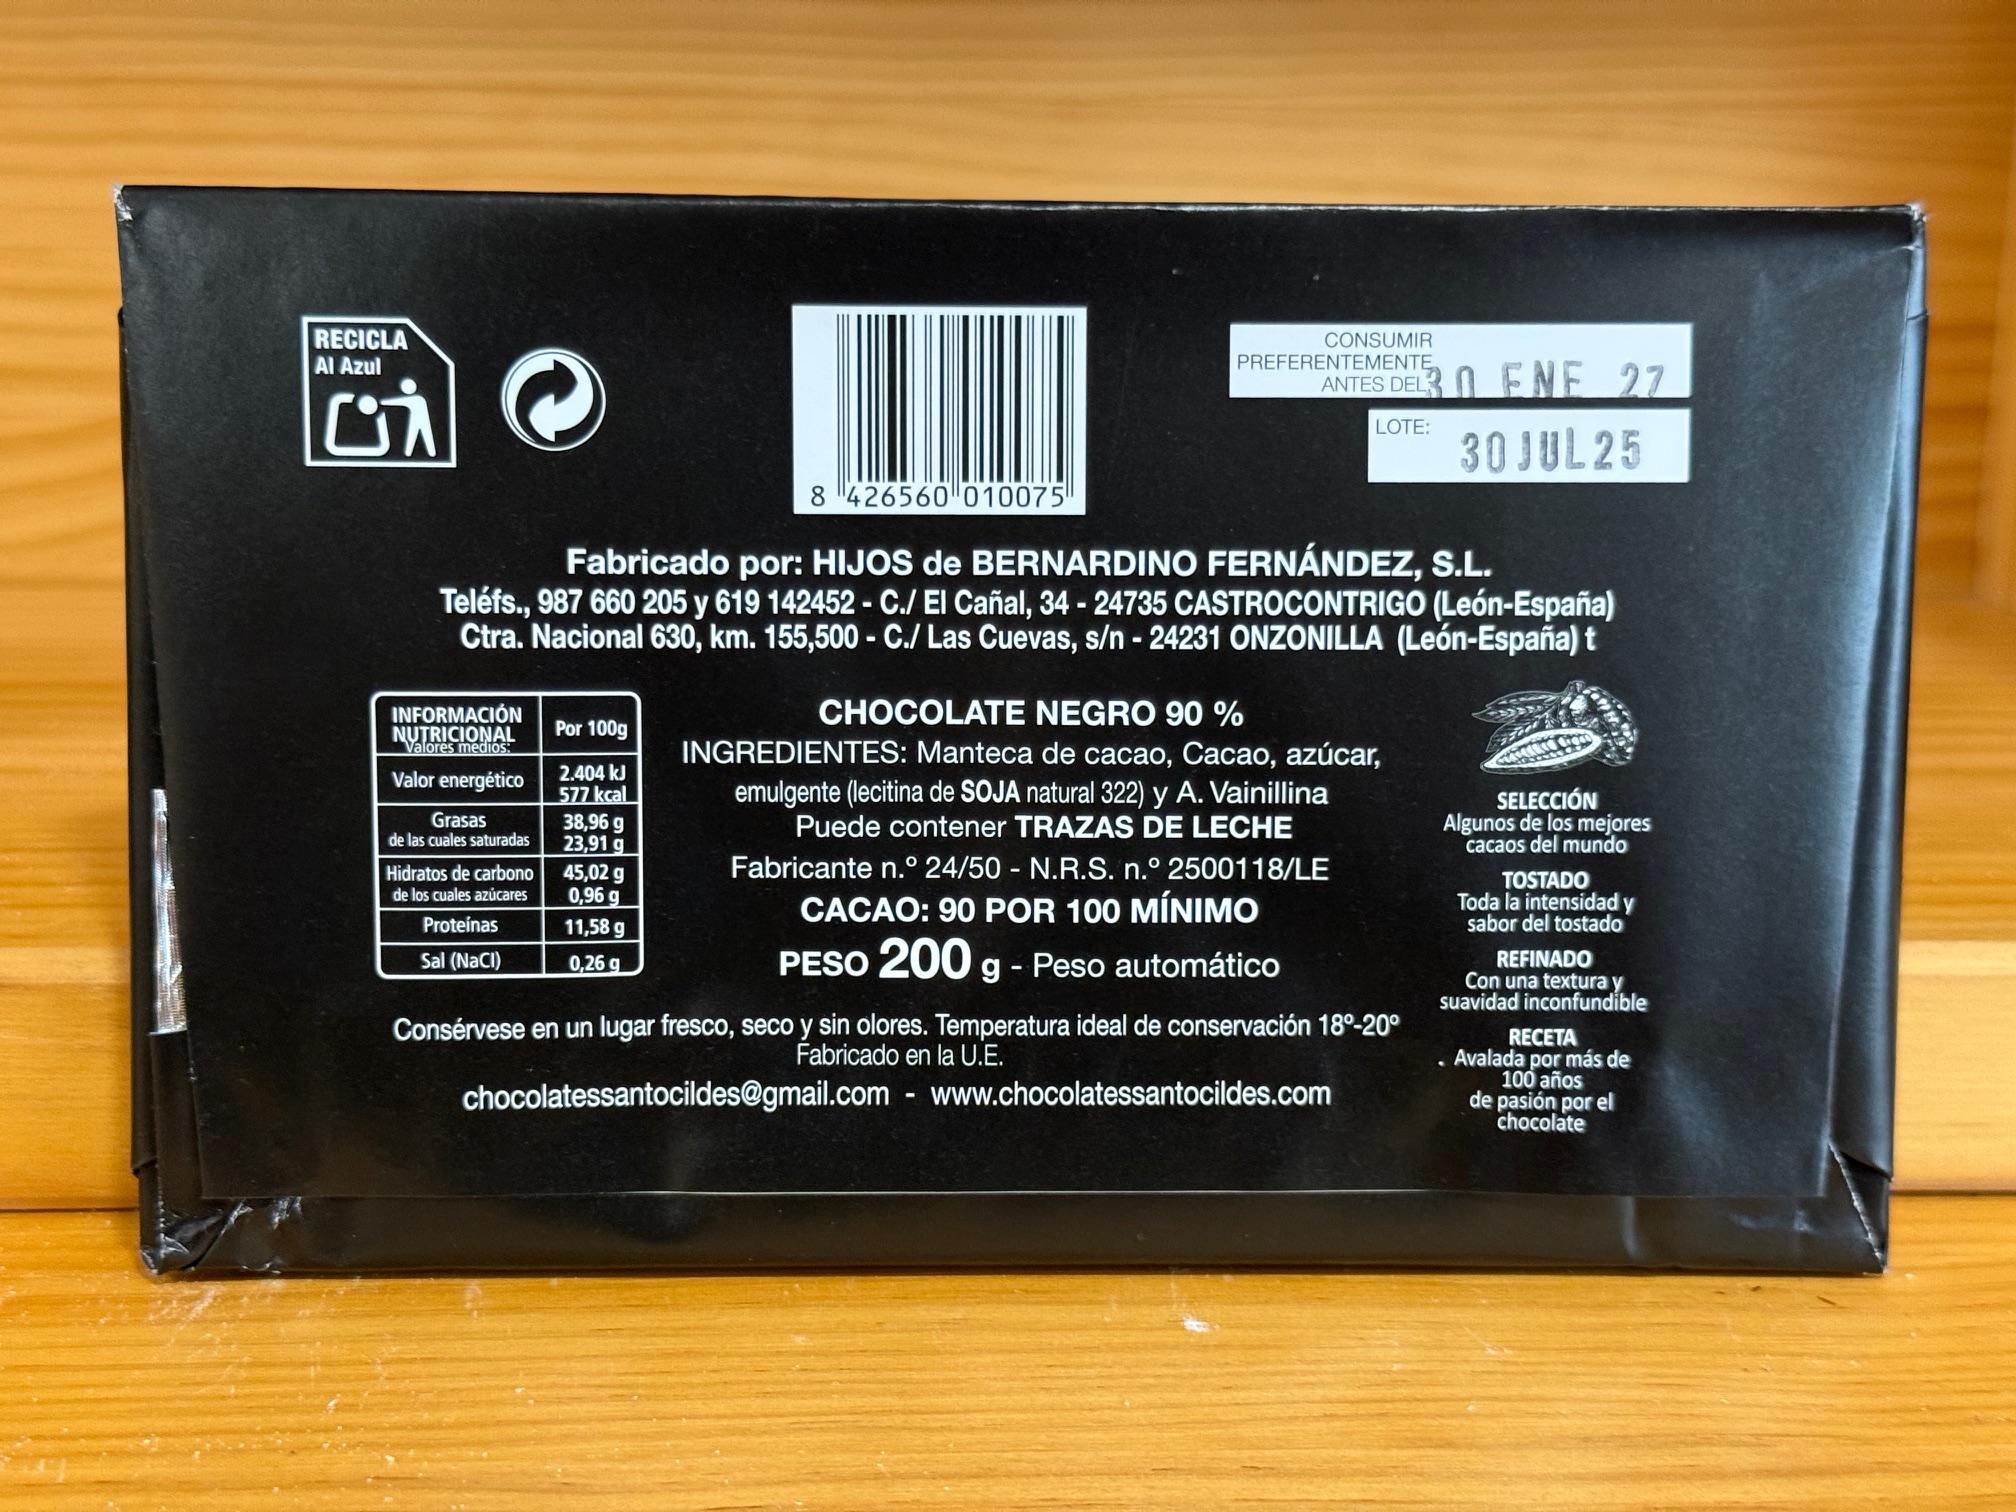 RECICLA
Al Azul
8 426560 010075
CONSUMIR
PREFERENTEMENTE
ANTES DEL: 30 ENE 27
LOTE: 30 JUL 25
Fabricado por: HIJOS de BERNARDINO FERNÁNDEZ, S.L.
Teléfs., 987 660 205 y 619 142452 - C./ El Cañal, 34 - 24735 CASTROCONTRIGO (León-España)
Ctra. Nacional 630, km. 155,500 - C./ Las Cuevas, s/n - 24231 ONZONILLA (León-España) t
INFORMACIÓN
NUTRICIONAL
Valores medios:
Por 100g
Valor energético
2.404 kJ
577 kcal
Grasas
38,96 g
de las cuales saturadas
23,91 g
Hidratos de carbono
45,02 g
de los cuales azúcares
0,96 g
Proteínas
11,58 g
Sal (NaCl)
0,26 g
CHOCOLATE NEGRO 90 %
INGREDIENTES: Manteca de cacao, Cacao, azúcar,
emulgente (lecitina de SOJA natural 322) y A. Vainillina
Puede contener TRAZAS DE LECHE
Fabricante n.º 24/50 - N.R.S. n.º 2500118/LE
CACAO: 90 POR 100 MÍNIMO
PESO 200 g - Peso automático
SELECCIÓN
Algunos de los mejores
cacaos del mundo
TOSTADO
Toda la intensidad y
sabor del tostado
REFINADO
Con una textura y
suavidad inconfundible
RECETA
. Avalada por más de
100 años
de pasión por el
chocolate
Consérvese en un lugar fresco, seco y sin olores. Temperatura ideal de conservación 18º-20º
Fabricado en la U.E.
chocolatessantocildes@gmail.com - www.chocolatessantocildes.com